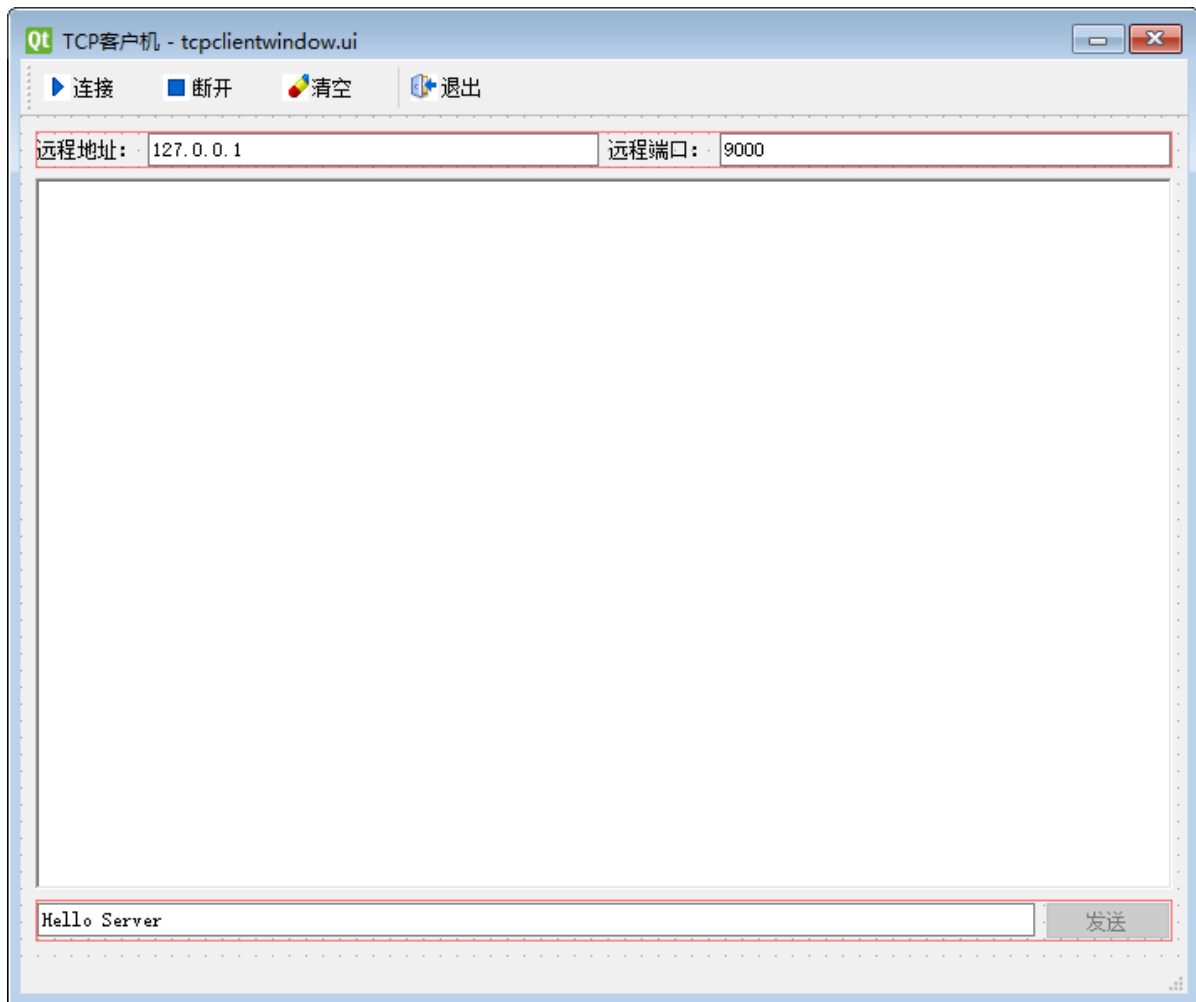 Qt TCP客户机 - tcpclientwindow.ui
连接 断开 清空 退出
远程地址： 127.0.0.1 远程端口： 9000
Hello Server 发送